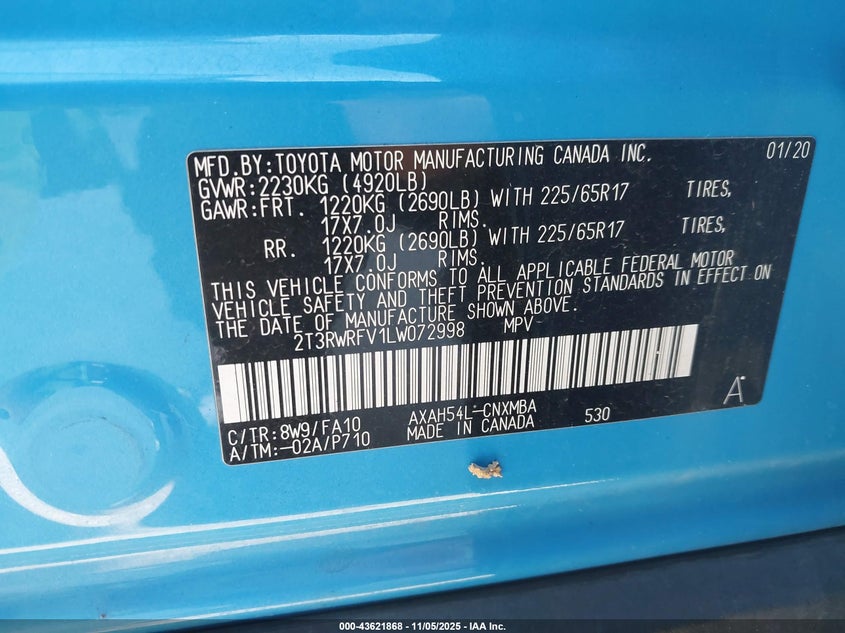 MFD.BY:TOYOTA MOTOR MANUFACTURING CANADA INC. 01/20
GVWR:2230KG (4920LB)
GAWR:FRT. 1220KG (2690LB) WITH 225/65R17 TIRES,
17X7.0J RIMS.
RR. 1220KG (2690LB) WITH 225/65R17 TIRES,
17X7.0J RIMS.
THIS VEHICLE CONFORMS TO ALL APPLICABLE FEDERAL MOTOR
VEHICLE SAFETY AND THEFT PREVENTION STANDARDS IN EFFECT ON
THE DATE OF MANUFACTURE SHOWN ABOVE.
2T3RWRFV1LW072998 MPV
C/TR:8W9/FA10 AXAH54L-CNXMBA 530 A
A/TM:-02A/P710 MADE IN CANADA
000-43621868 - 11/05/2025 - IAA Inc.